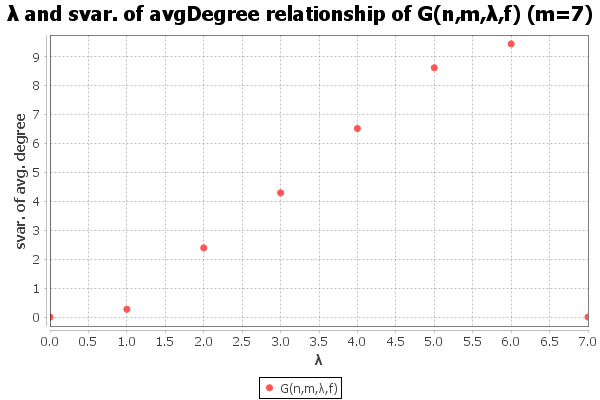 λ and svar. of avgDegree relationship of G(n,m,λ,f) (m=7)
svar. of avg. degree
9
8
7
6
5
4
3
2
1
0
0.0 0.5 1.0 1.5 2.0 2.5 3.0 3.5 4.0 4.5 5.0 5.5 6.0 6.5 7.0
λ
G(n,m,λ,f)